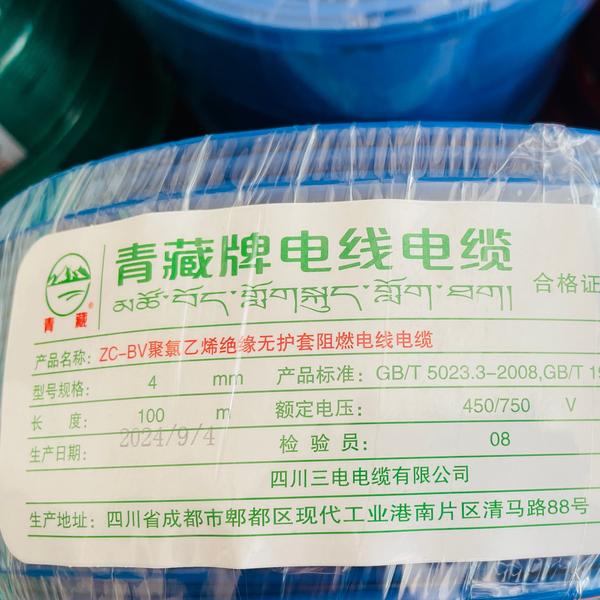 青藏牌电线电缆
མཚོ་བོད་གློག་སྐུད་གློག་ཐག།
合格证
青藏®
产品名称: ZC-BV聚氯乙烯绝缘无护套阻燃电线电缆
型号规格: 4 mm 产品标准: GB/T 5023.3-2008,GB/T 19
长 度: 100 m 额定电压: 450/750 V
生产日期: 2024/9/4 检验员: 08
四川三电电缆有限公司
生产地址: 四川省成都市郫都区现代工业港南片区清马路88号